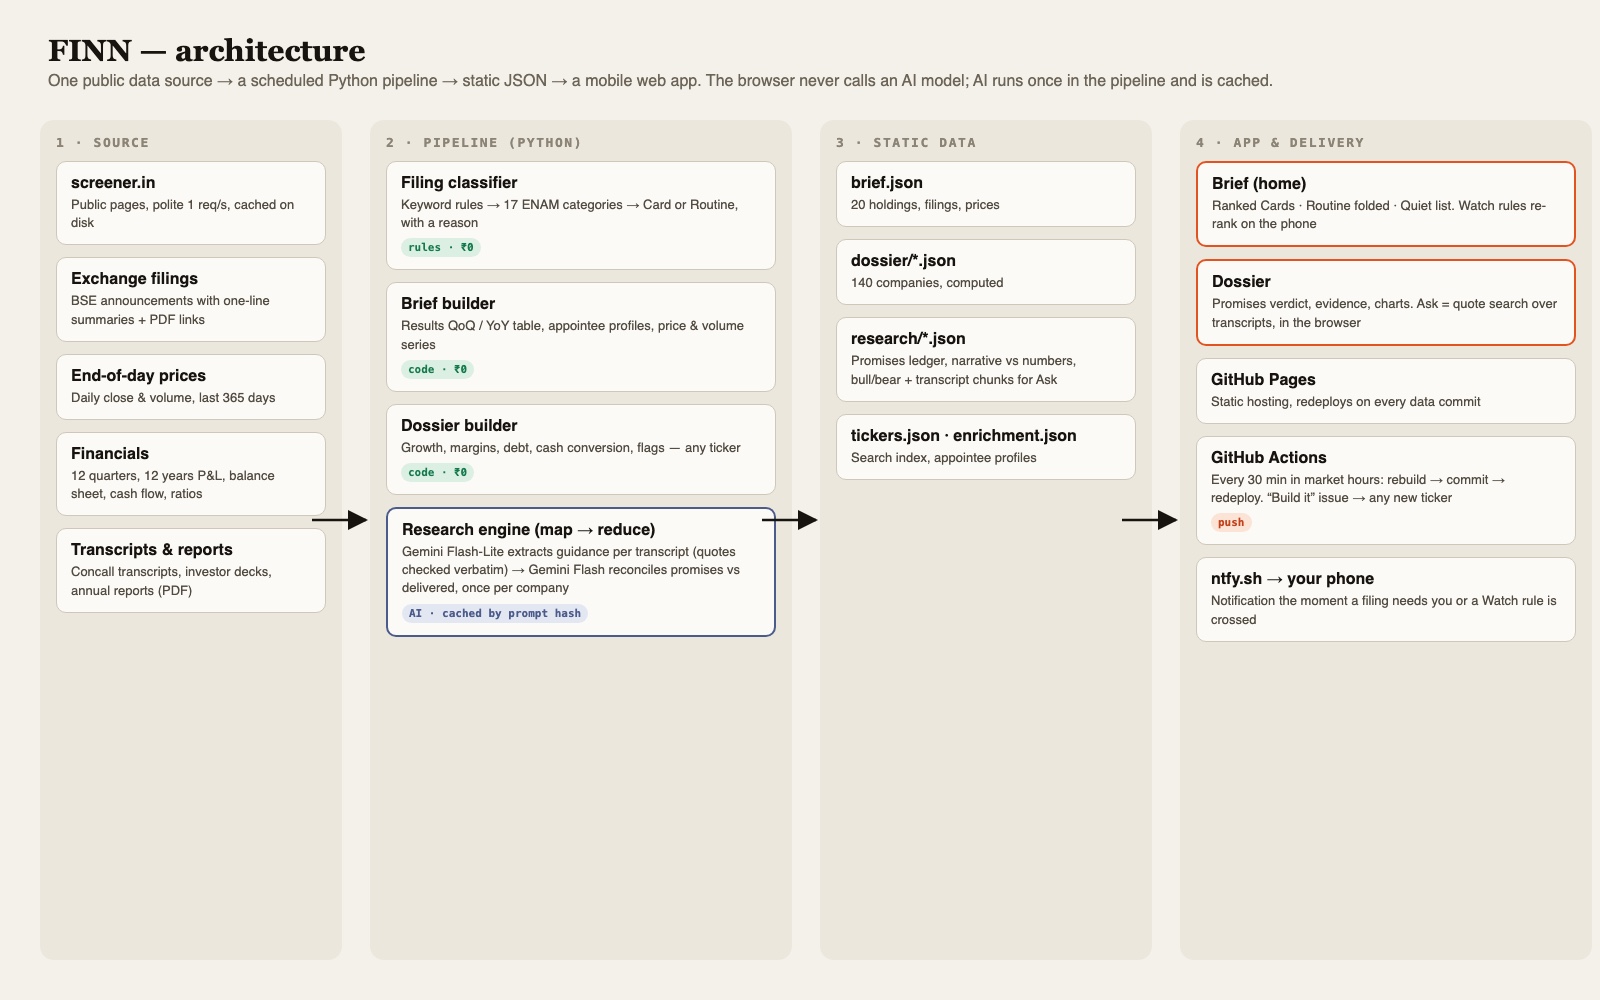 FINN — architecture
One public data source → a scheduled Python pipeline → static JSON → a mobile web app. The browser never calls an AI model; AI runs once in the pipeline and is cached.
1 · SOURCE
screener.in
Public pages, polite 1 req/s, cached on
disk
Exchange filings
BSE announcements with one-line
summaries + PDF links
End-of-day prices
Daily close & volume, last 365 days
Financials
12 quarters, 12 years P&L, balance
sheet, cash flow, ratios
Transcripts & reports
Concall transcripts, investor decks,
annual reports (PDF)
2 · PIPELINE (PYTHON)
Filing classifier
Keyword rules → 17 ENAM categories → Card or Routine,
with a reason
rules · ₹0
Brief builder
Results QoQ / YoY table, appointee profiles, price & volume
series
code · ₹0
Dossier builder
Growth, margins, debt, cash conversion, flags — any ticker
code · ₹0
Research engine (map → reduce)
Gemini Flash-Lite extracts guidance per transcript (quotes
checked verbatim) → Gemini Flash reconciles promises vs
delivered, once per company
AI · cached by prompt hash
3 · STATIC DATA
brief.json
20 holdings, filings, prices
dossier/*.json
140 companies, computed
research/*.json
Promises ledger, narrative vs numbers,
bull/bear + transcript chunks for Ask
tickers.json · enrichment.json
Search index, appointee profiles
4 · APP & DELIVERY
Brief (home)
Ranked Cards · Routine folded · Quiet list. Watch rules re-
rank on the phone
Dossier
Promises verdict, evidence, charts. Ask = quote search over
transcripts, in the browser
GitHub Pages
Static hosting, redeploys on every data commit
GitHub Actions
Every 30 min in market hours: rebuild → commit →
redeploy. “Build it” issue → any new ticker
push
ntfy.sh → your phone
Notification the moment a filing needs you or a Watch rule is
crossed